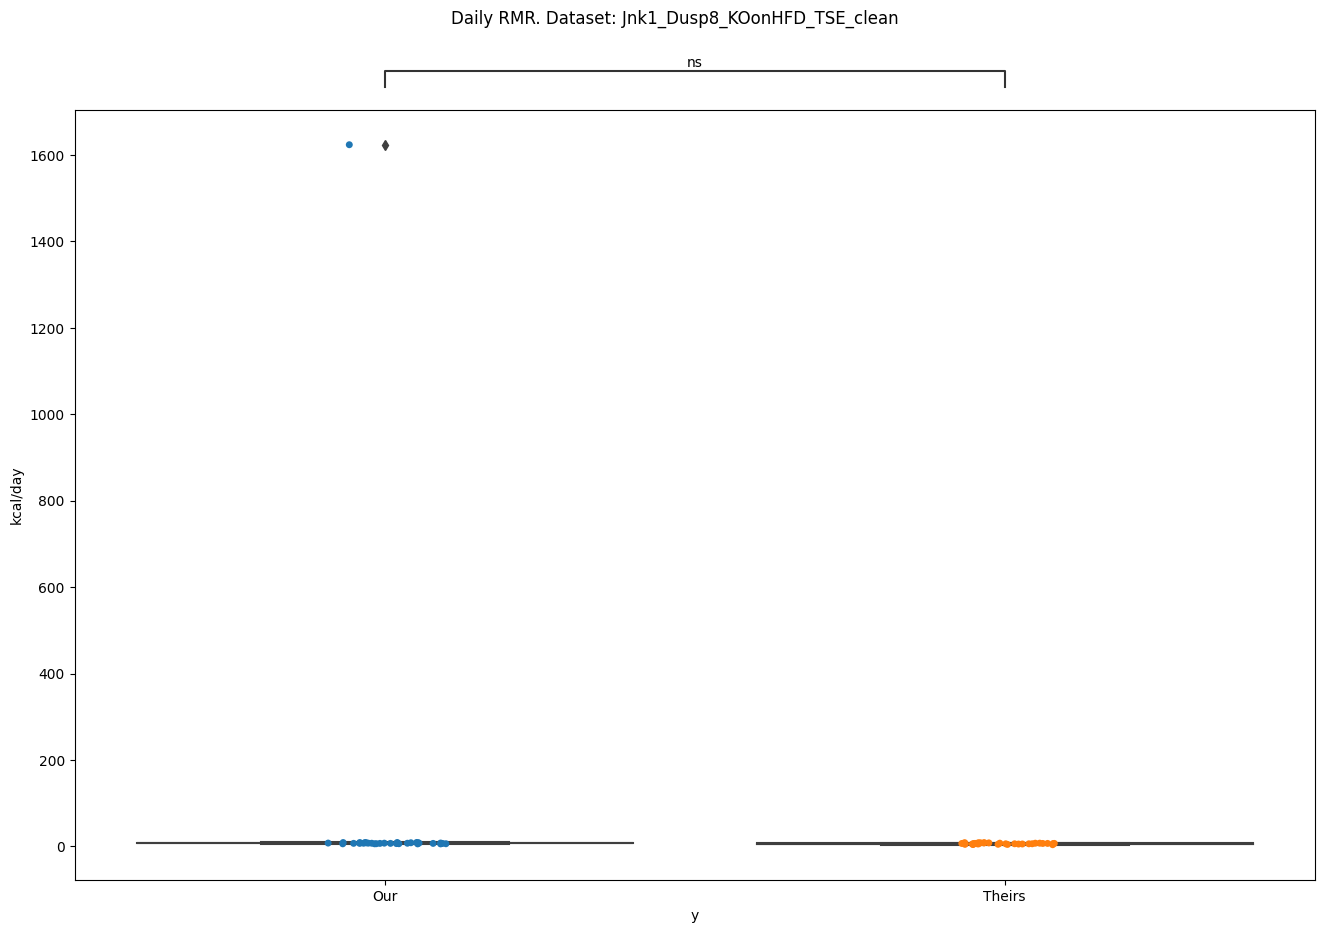 Daily RMR. Dataset: Jnk1_Dusp8_KOonHFD_TSE_clean
ns
1600
1400
1200
1000
800
600
400
200
0
kcal/day
Our
Theirs
y